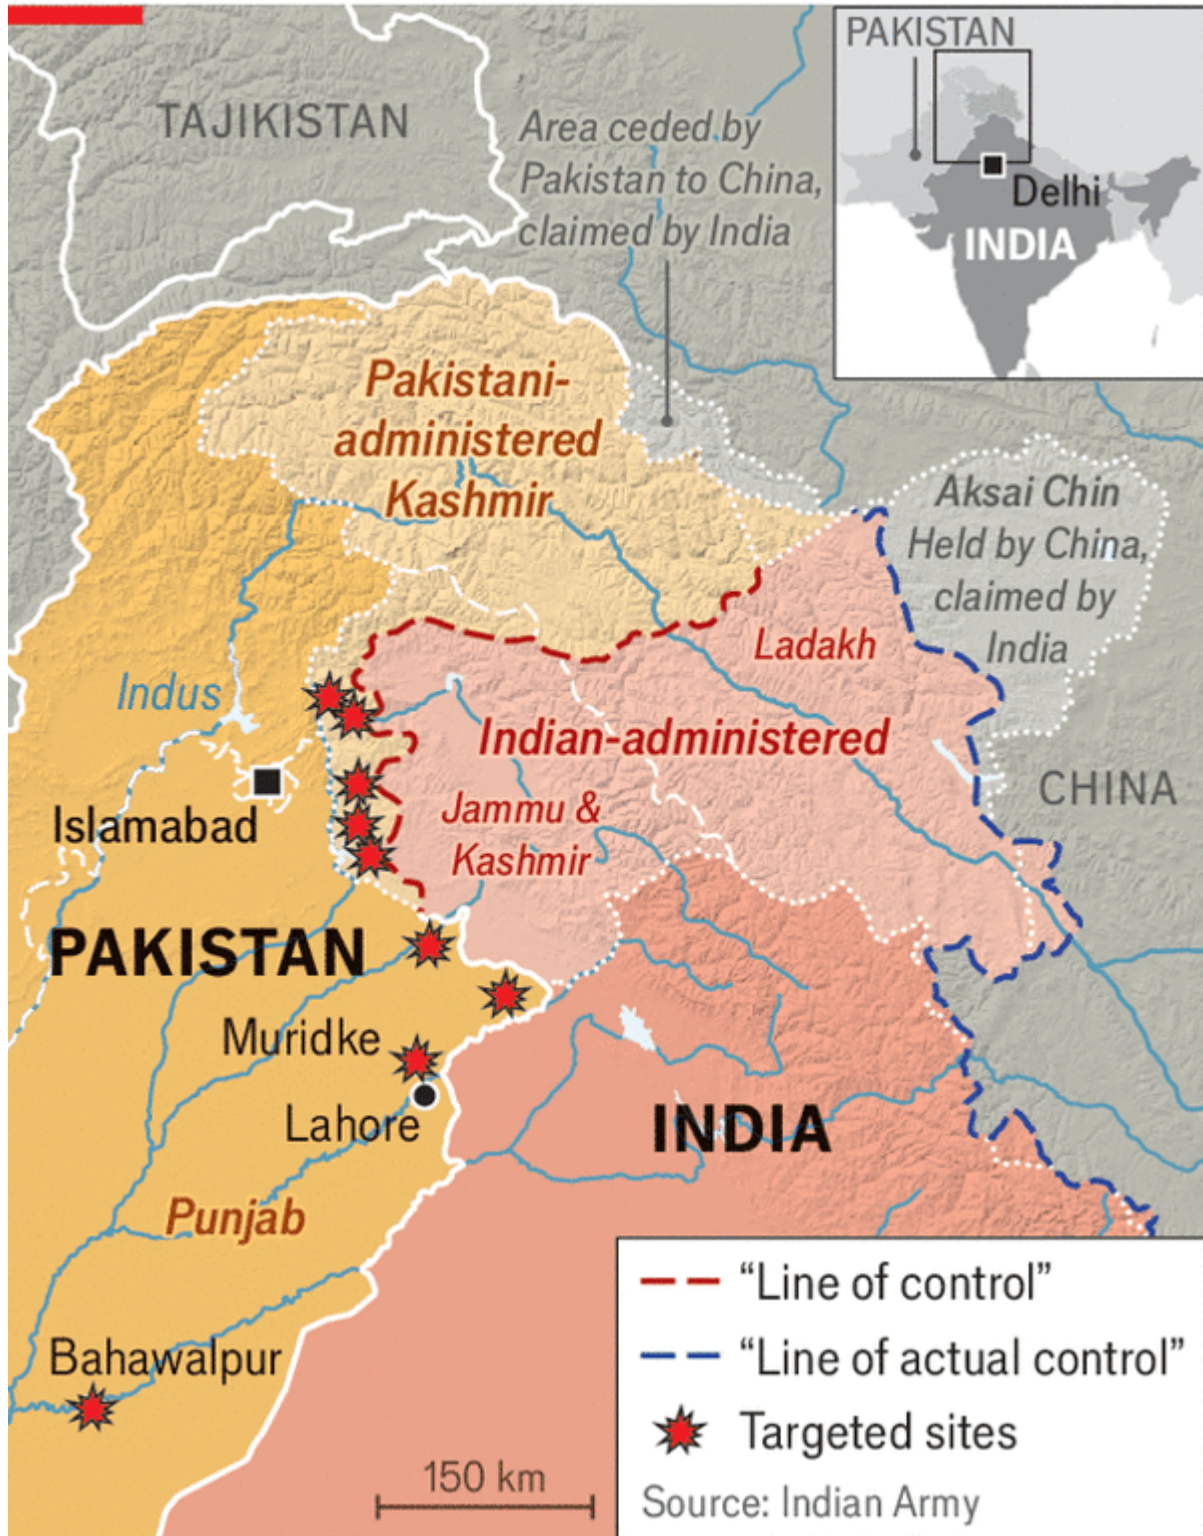 TAJIKISTAN
Area ceded by
Pakistan to China,
claimed by India
PAKISTAN
Delhi
INDIA
Pakistani-
administered
Kashmir
Aksai Chin
Held by China,
claimed by
India
Ladakh
Indus
Indian-administered
CHINA
Jammu &
Kashmir
Islamabad
PAKISTAN
Muridke
Lahore
INDIA
Punjab
Bahawalpur
150 km
“Line of control”
“Line of actual control”
Targeted sites
Source: Indian Army